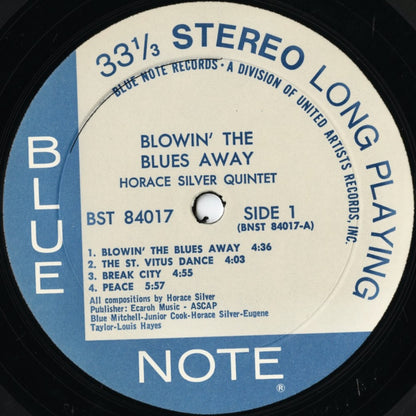 33 1/3 STEREO LONG PLAYING
BLUE NOTE RECORDS • A DIVISION OF UNITED ARTISTS RECORDS, INC.
BLOWIN' THE
BLUES AWAY
HORACE SILVER QUINTET
BST 84017 SIDE 1
(BNST 84017-A)
1. BLOWIN' THE BLUES AWAY 4:36
2. THE ST. VITUS DANCE 4:03
3. BREAK CITY 4:55
4. PEACE 5:57
All compositions by Horace Silver
Publisher: Ecaroh Music - ASCAP
Blue Mitchell-Junior Cook-Horace Silver-Eugene
Taylor-Louis Hayes
BLUE
NOTE®